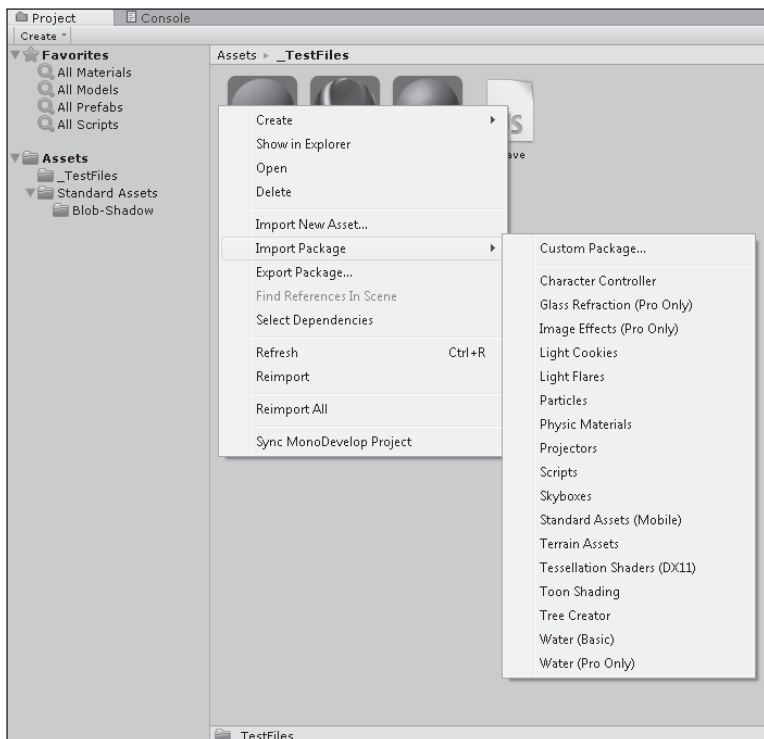 Project
Console
Create
Favorites
All Materials
All Models
All Prefabs
All Scripts
Assets
_TestFiles
Standard Assets
Blob-Shadow
Assets ▸ _TestFiles
Create
Show in Explorer
Open
Delete
Import New Asset...
Import Package
Export Package...
Find References In Scene
Select Dependencies
Refresh Ctrl+R
Reimport
Reimport All
Sync MonoDevelop Project
Custom Package...
Character Controller
Glass Refraction (Pro Only)
Image Effects (Pro Only)
Light Cookies
Light Flares
Particles
Physic Materials
Projectors
Scripts
Skyboxes
Standard Assets (Mobile)
Terrain Assets
Tessellation Shaders (DX11)
Toon Shading
Tree Creator
Water (Basic)
Water (Pro Only)